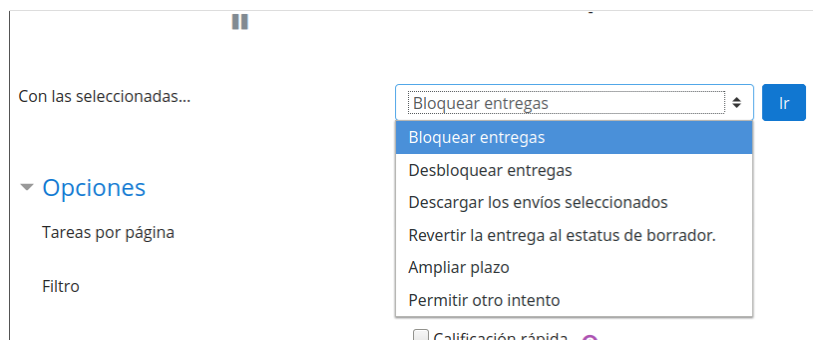 Con las seleccionadas...
Bloquear entregas
Ir
Bloquear entregas
Desbloquear entregas
Descargar los envíos seleccionados
Revertir la entrega al estatus de borrador.
Ampliar plazo
Permitir otro intento
Opciones
Tareas por página
Filtro
Calificación rápida